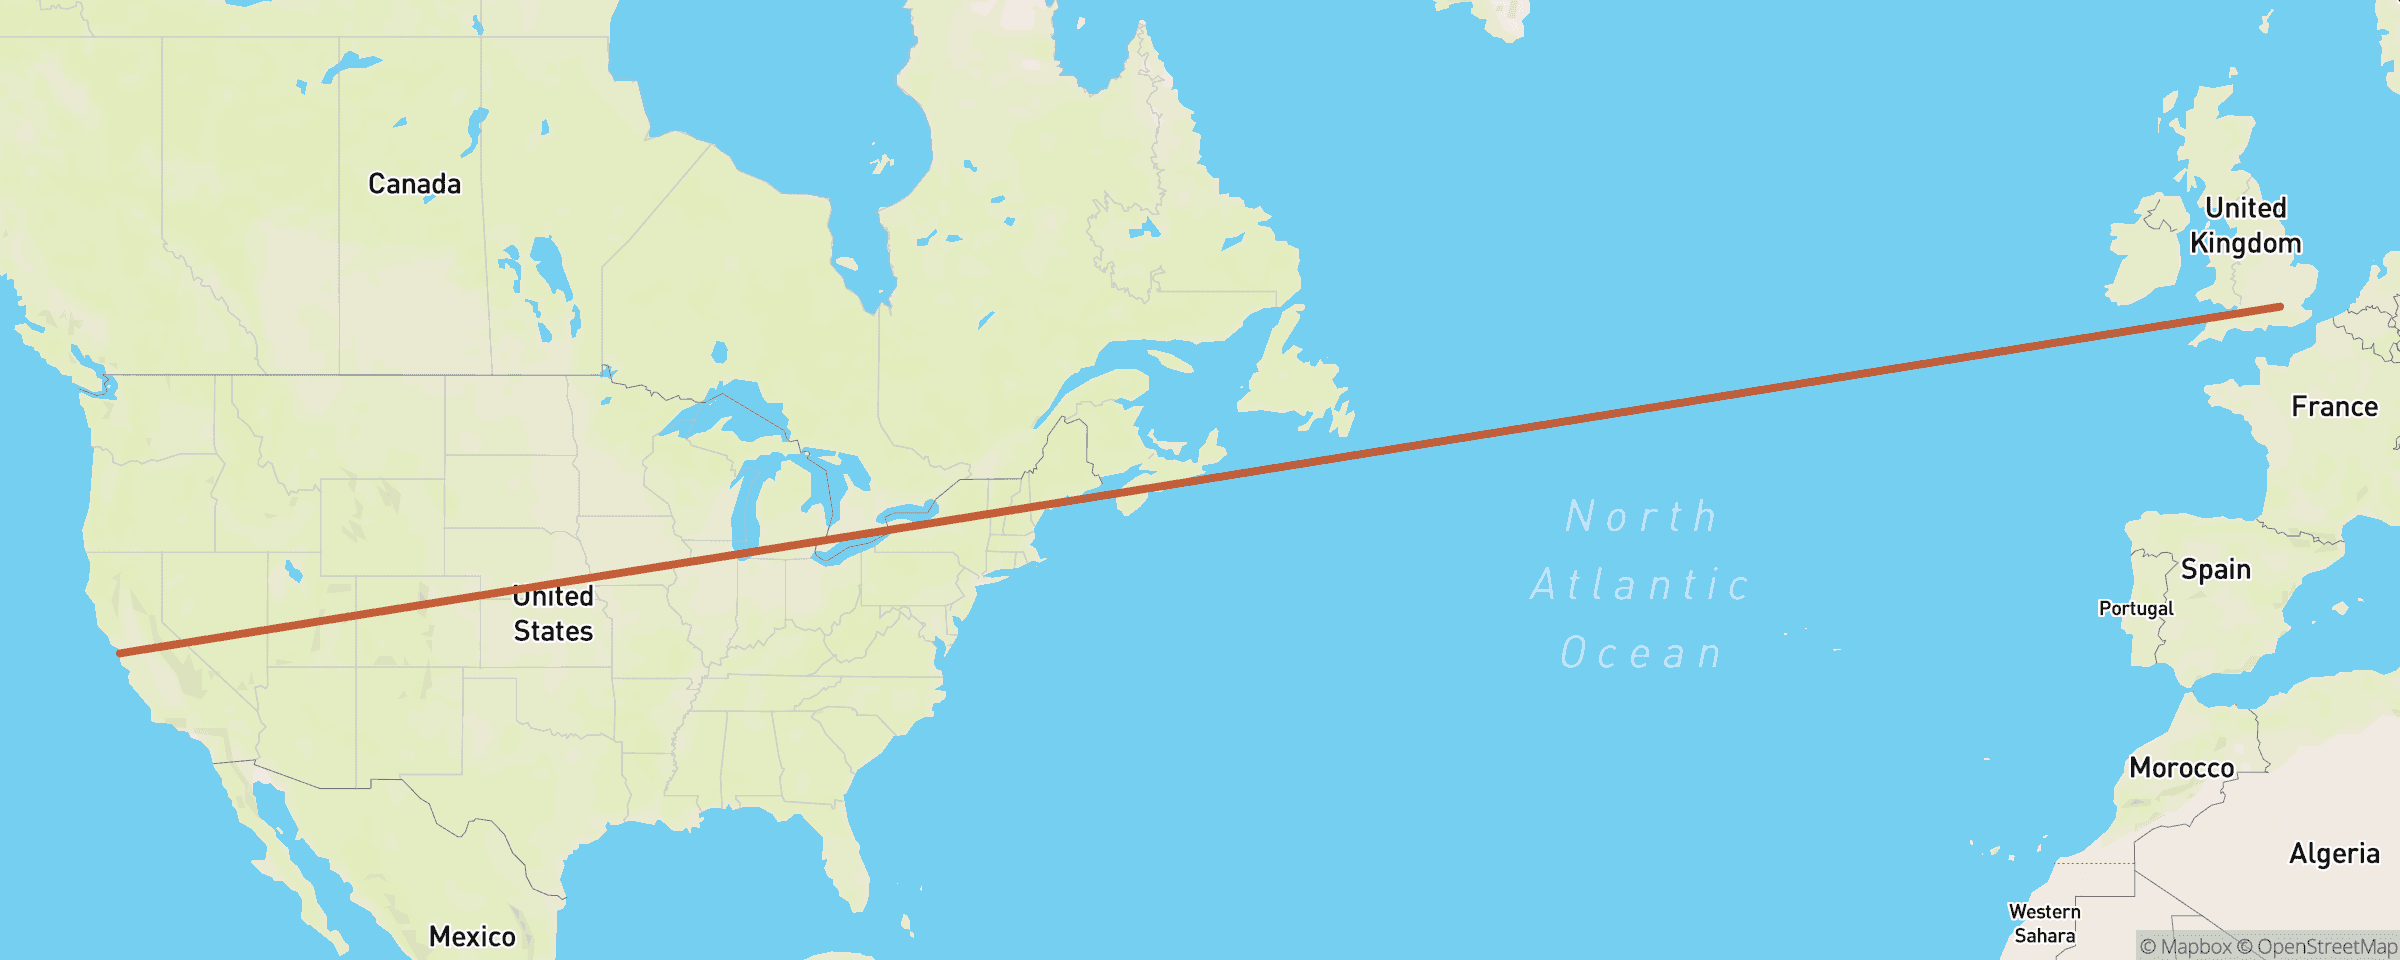 Canada
United
Kingdom
France
North
Atlantic
Ocean
Spain
Portugal
United
States
Morocco
Algeria
Western
Sahara
Mexico
© Mapbox © OpenStreetMap